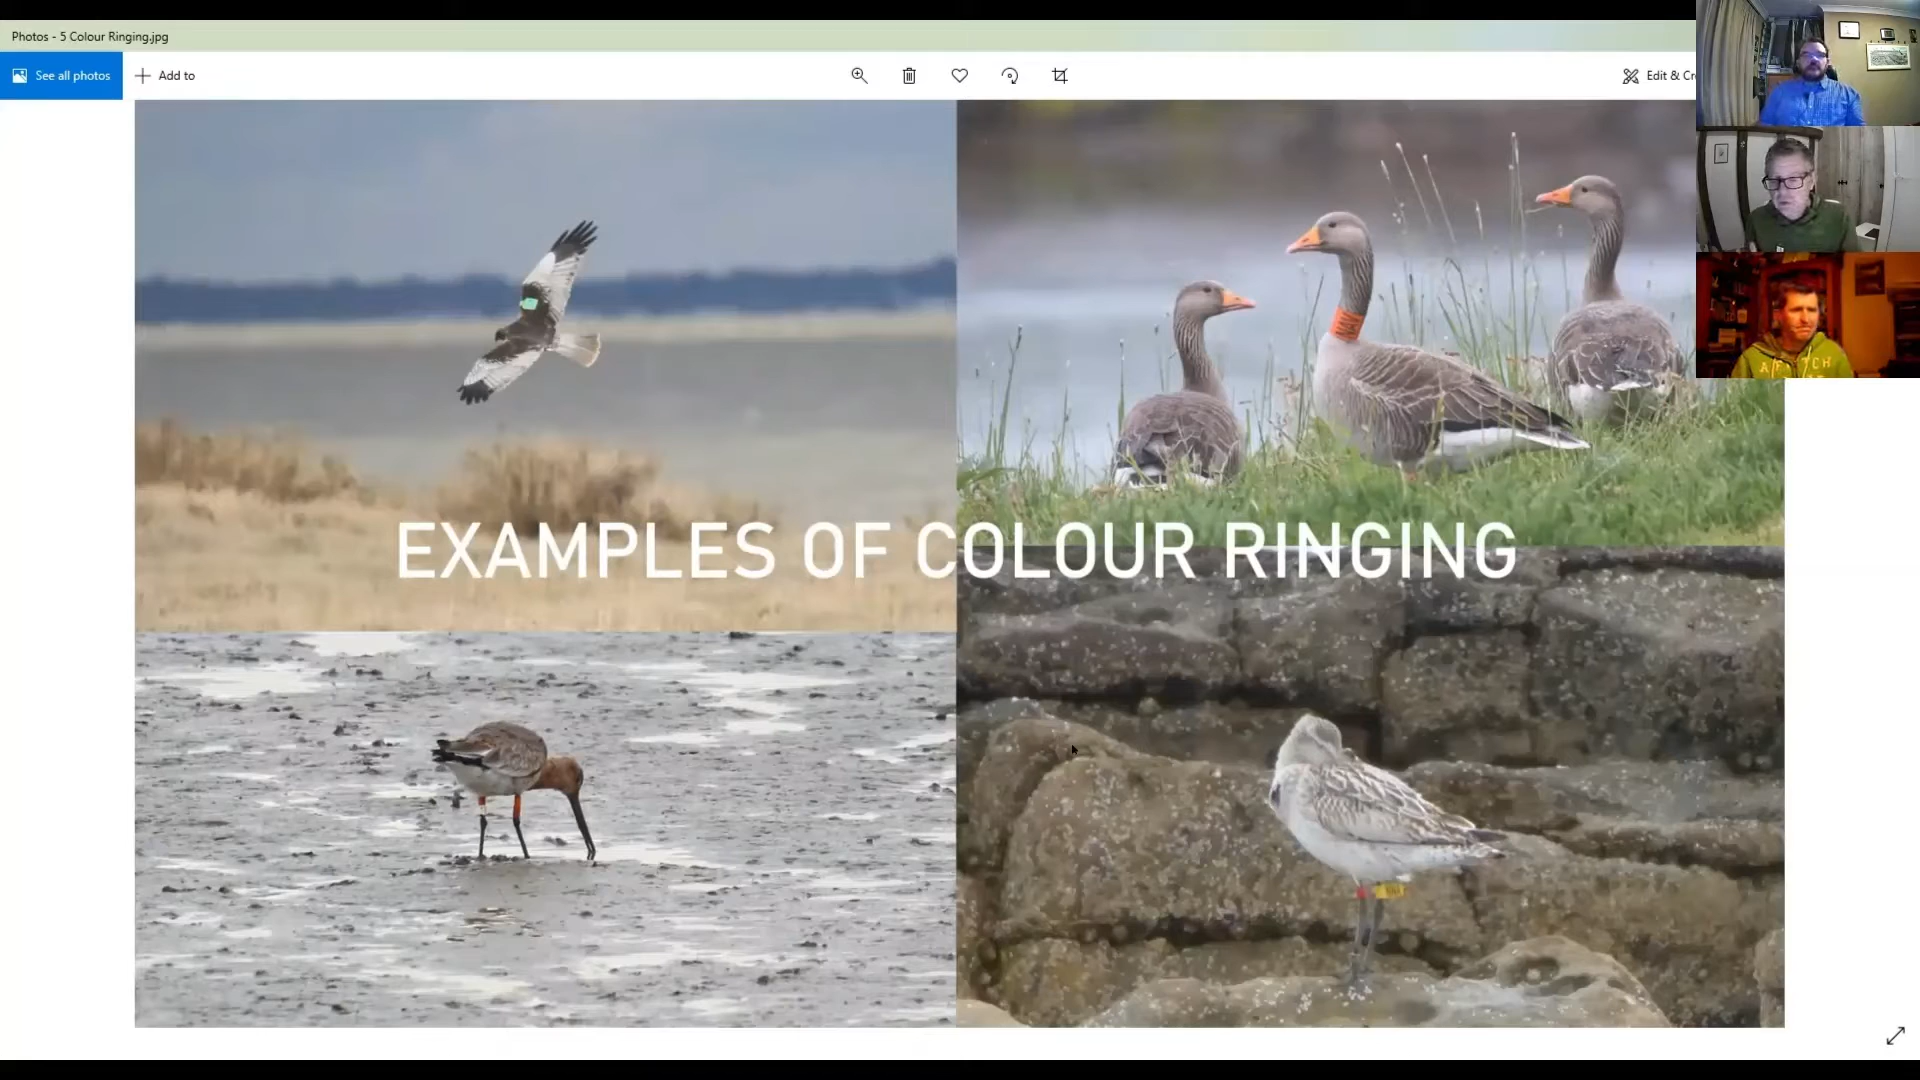 Photos - 5 Colour Ringing.jpg
See all photos
Add to
Edit & Cr
EXAMPLES OF COLOUR RINGING